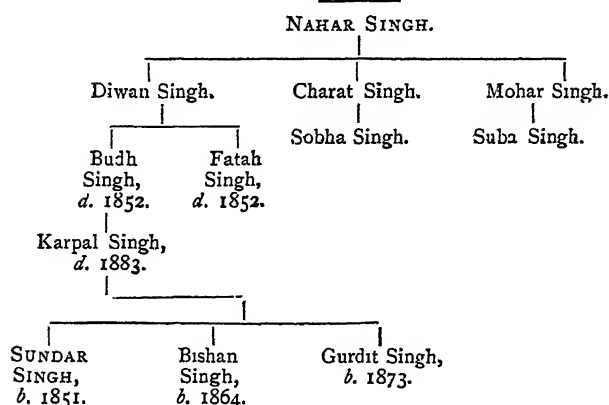 NAHAR SINGH.
Diwan Singh. Charat Singh. Mohar Singh.
Sobha Singh. Suba Singh.
Budh Fatah
Singh, Singh,
d. 1852. d. 1852.
Karpal Singh,
d. 1883.
SUNDAR Bishan Gurdit Singh,
SINGH, Singh, b. 1873.
b. 1851. b. 1864.